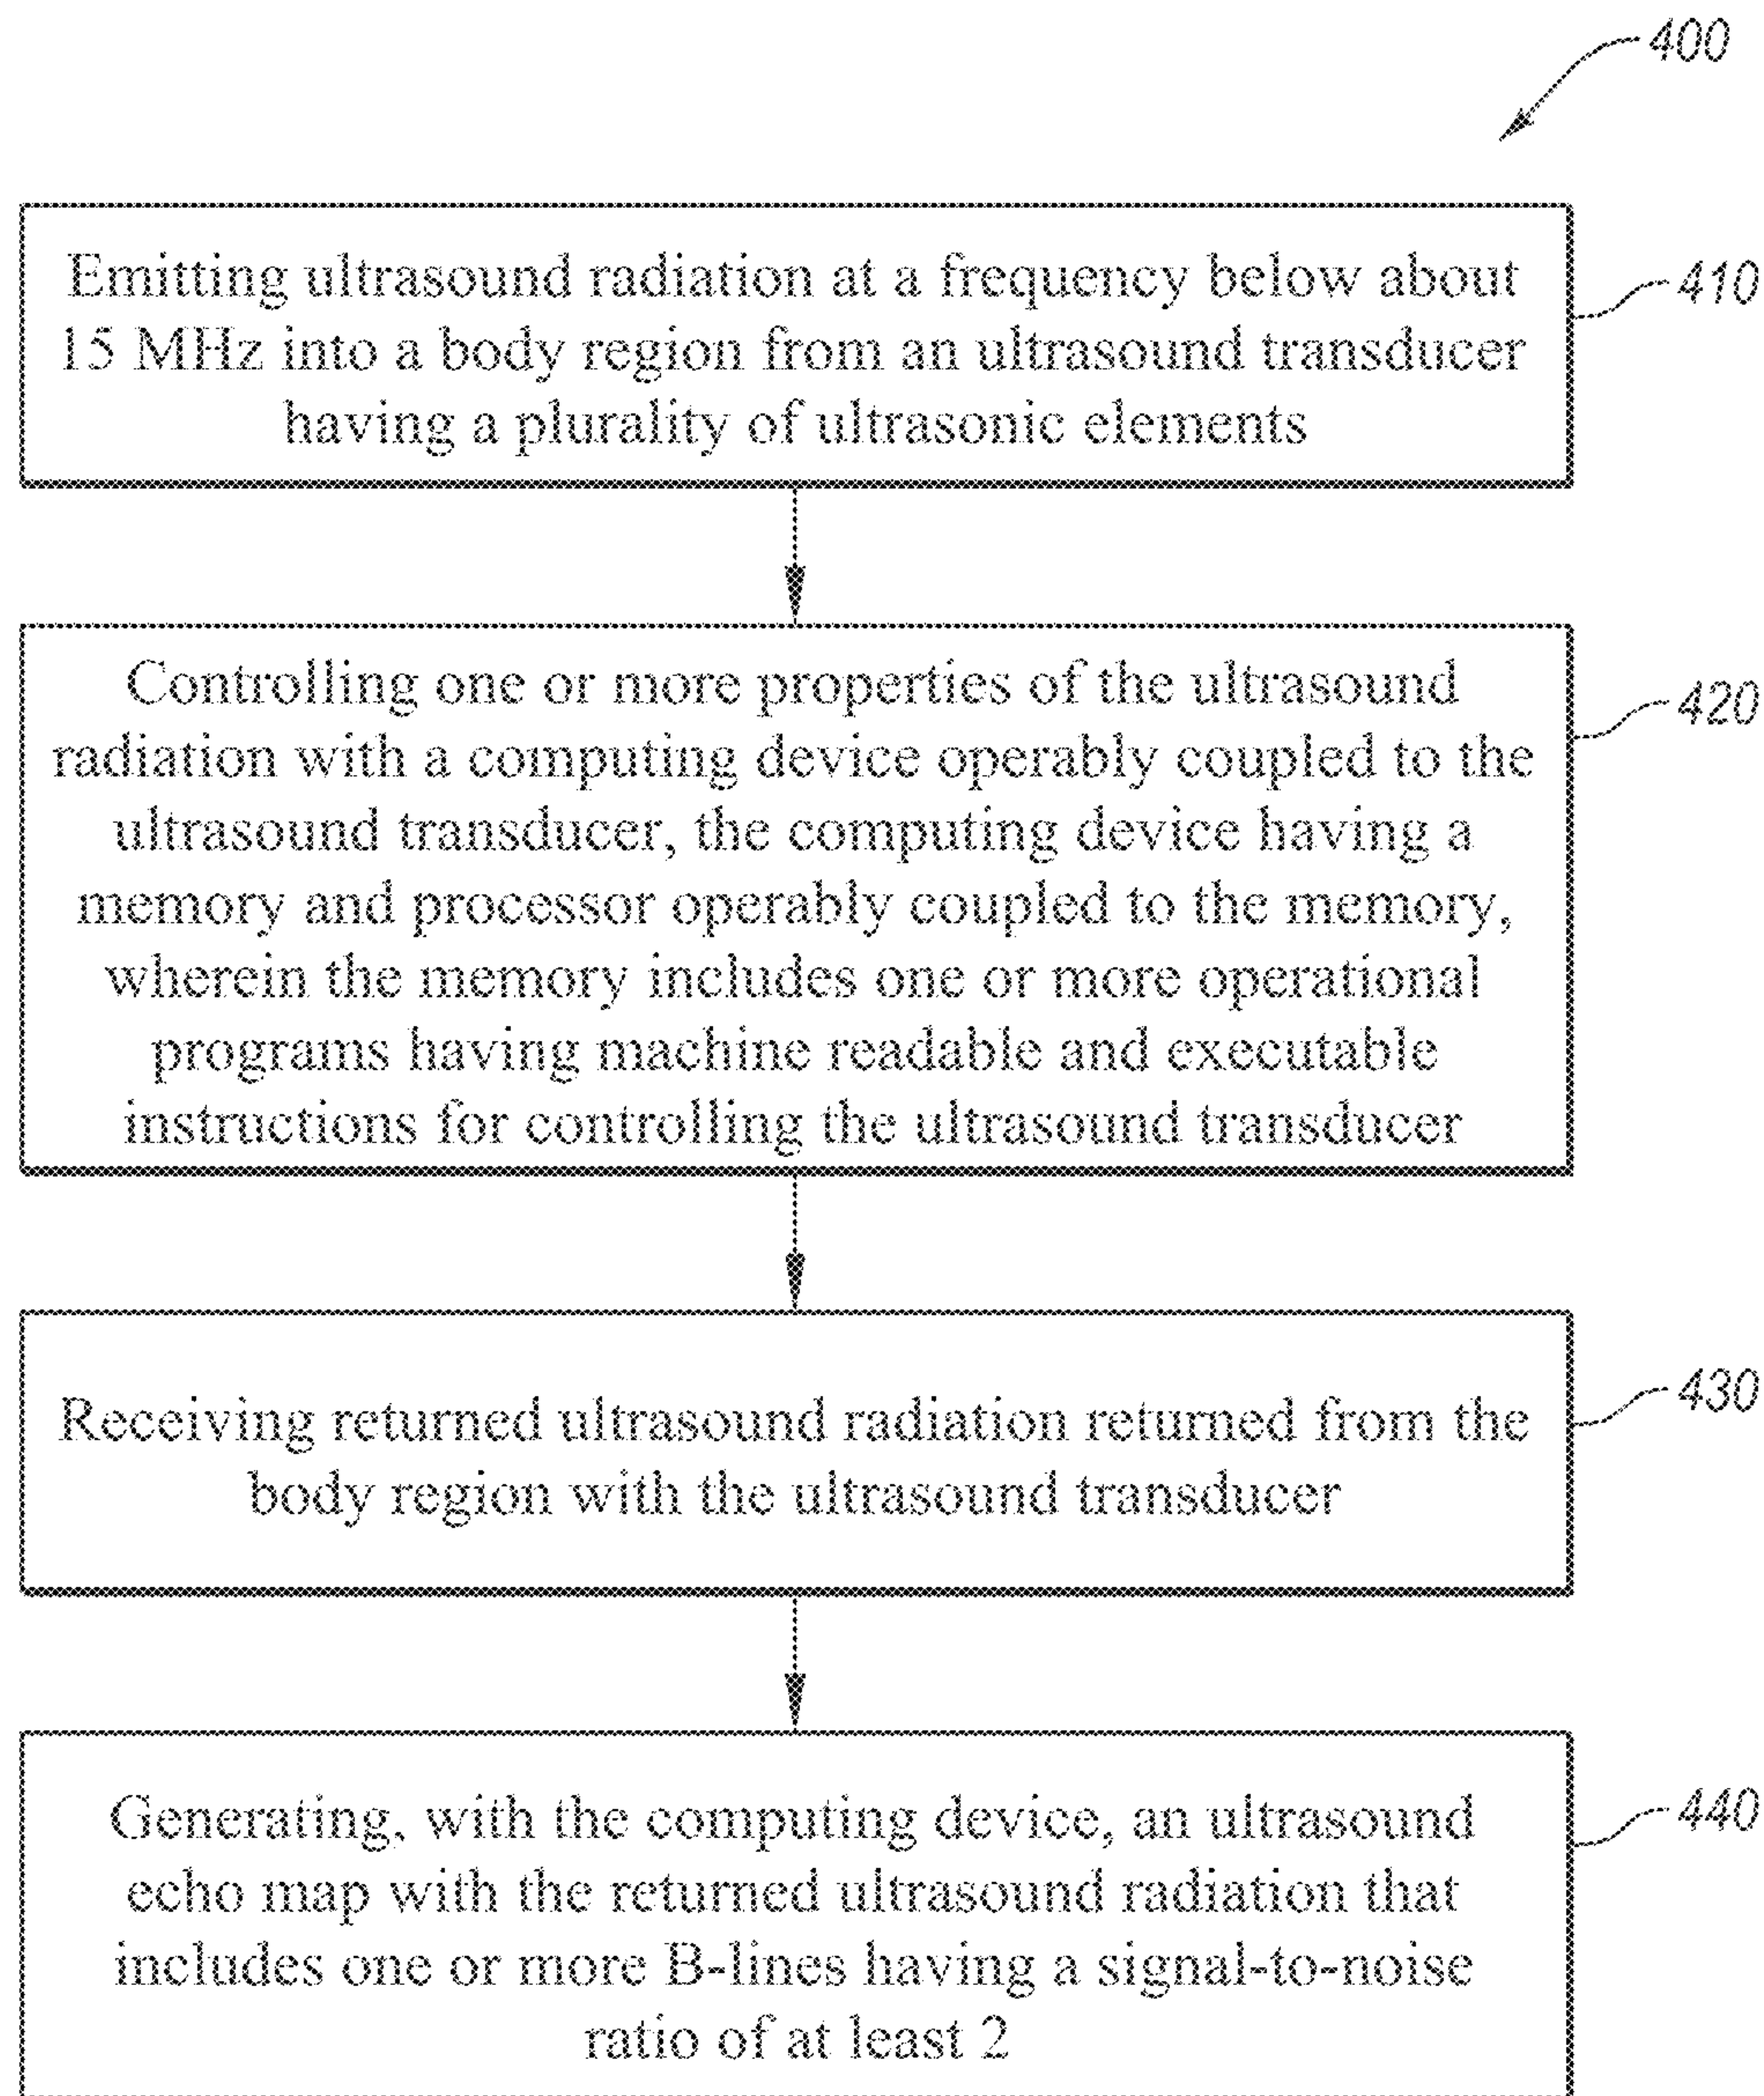 400
Emitting ultrasound radiation at a frequency below about
15 MHz into a body region from an ultrasound transducer
having a plurality of ultrasonic elements
410
Controlling one or more properties of the ultrasound
radiation with a computing device operably coupled to the
ultrasound transducer, the computing device having a
memory and processor operably coupled to the memory,
wherein the memory includes one or more operational
programs having machine readable and executable
instructions for controlling the ultrasound transducer
420
Receiving returned ultrasound radiation returned from the
body region with the ultrasound transducer
430
Generating, with the computing device, an ultrasound
echo map with the returned ultrasound radiation that
includes one or more B-lines having a signal-to-noise
ratio of at least 2
440